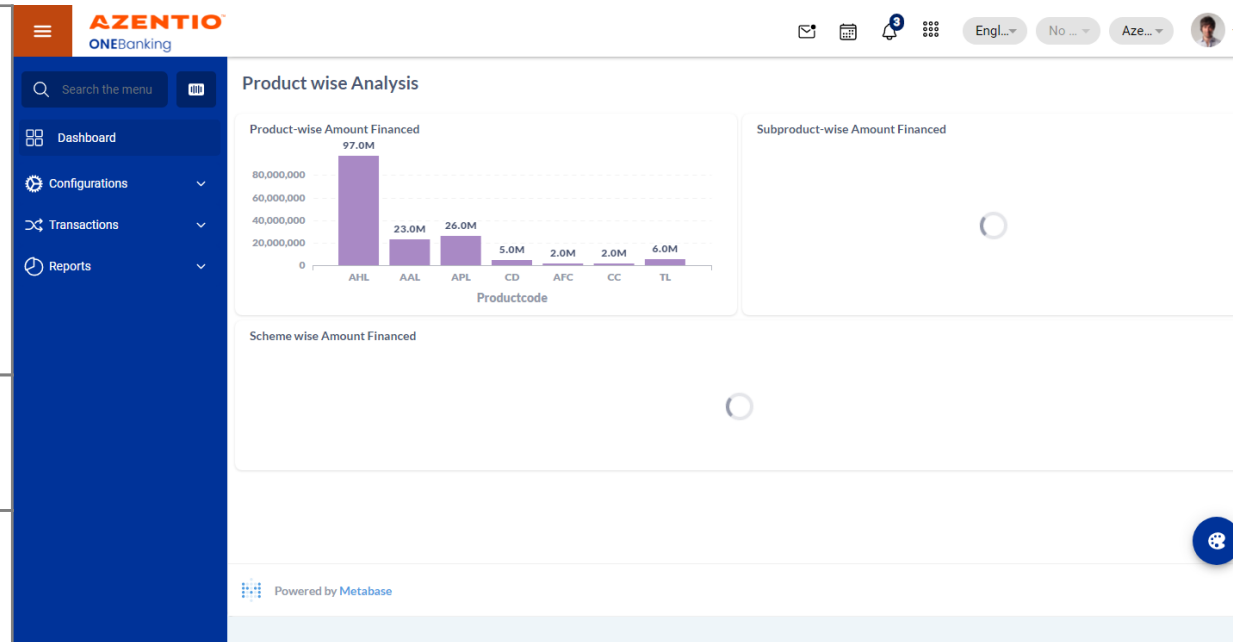 AZENTIO
ONEBanking
3
Engl...
No ...
Aze...
Search the menu
Dashboard
Configurations
Transactions
Reports
Product wise Analysis
Product-wise Amount Financed
97.0M
80,000,000
60,000,000
40,000,000
20,000,000
0
23.0M
26.0M
5.0M
2.0M
2.0M
6.0M
AHL AAL APL CD AFC CC TL
Productcode
Subproduct-wise Amount Financed
Scheme wise Amount Financed
Powered by Metabase